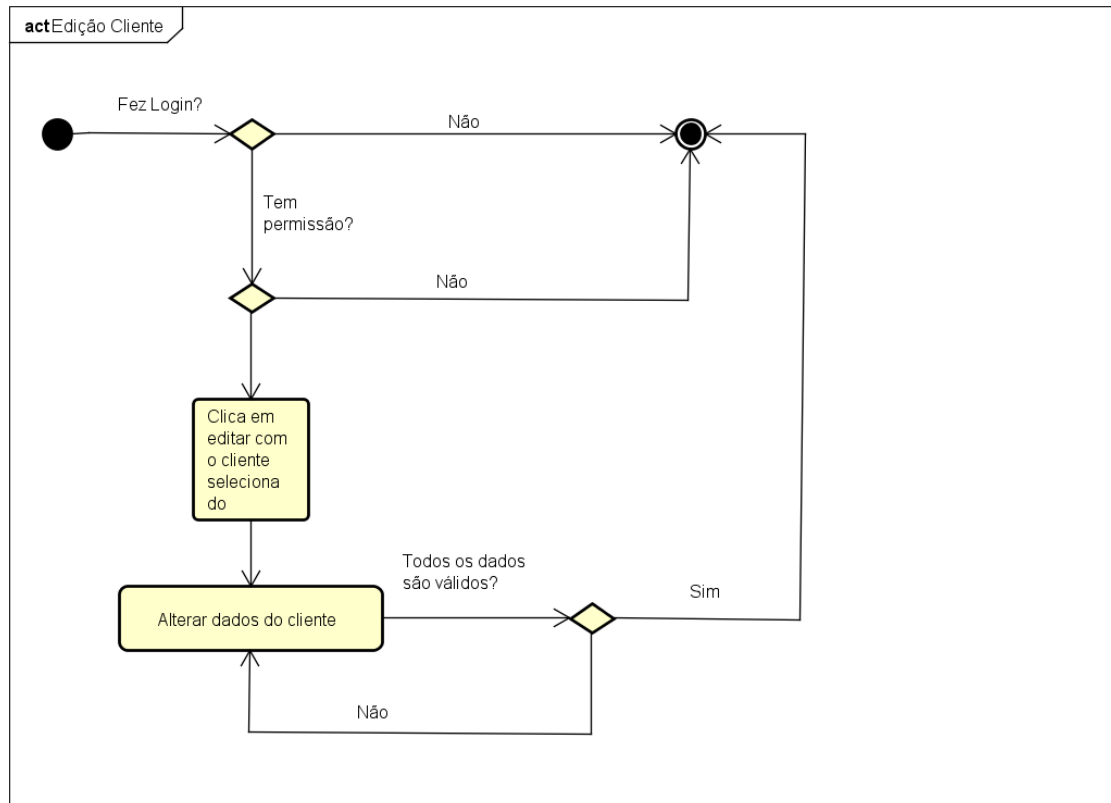 act Edição Cliente
Fez Login?
Não
Tem
permissão?
Não
Clica em
editar com
o cliente
seleciona
do
Todos os dados
são válidos?
Sim
Alterar dados do cliente
Não